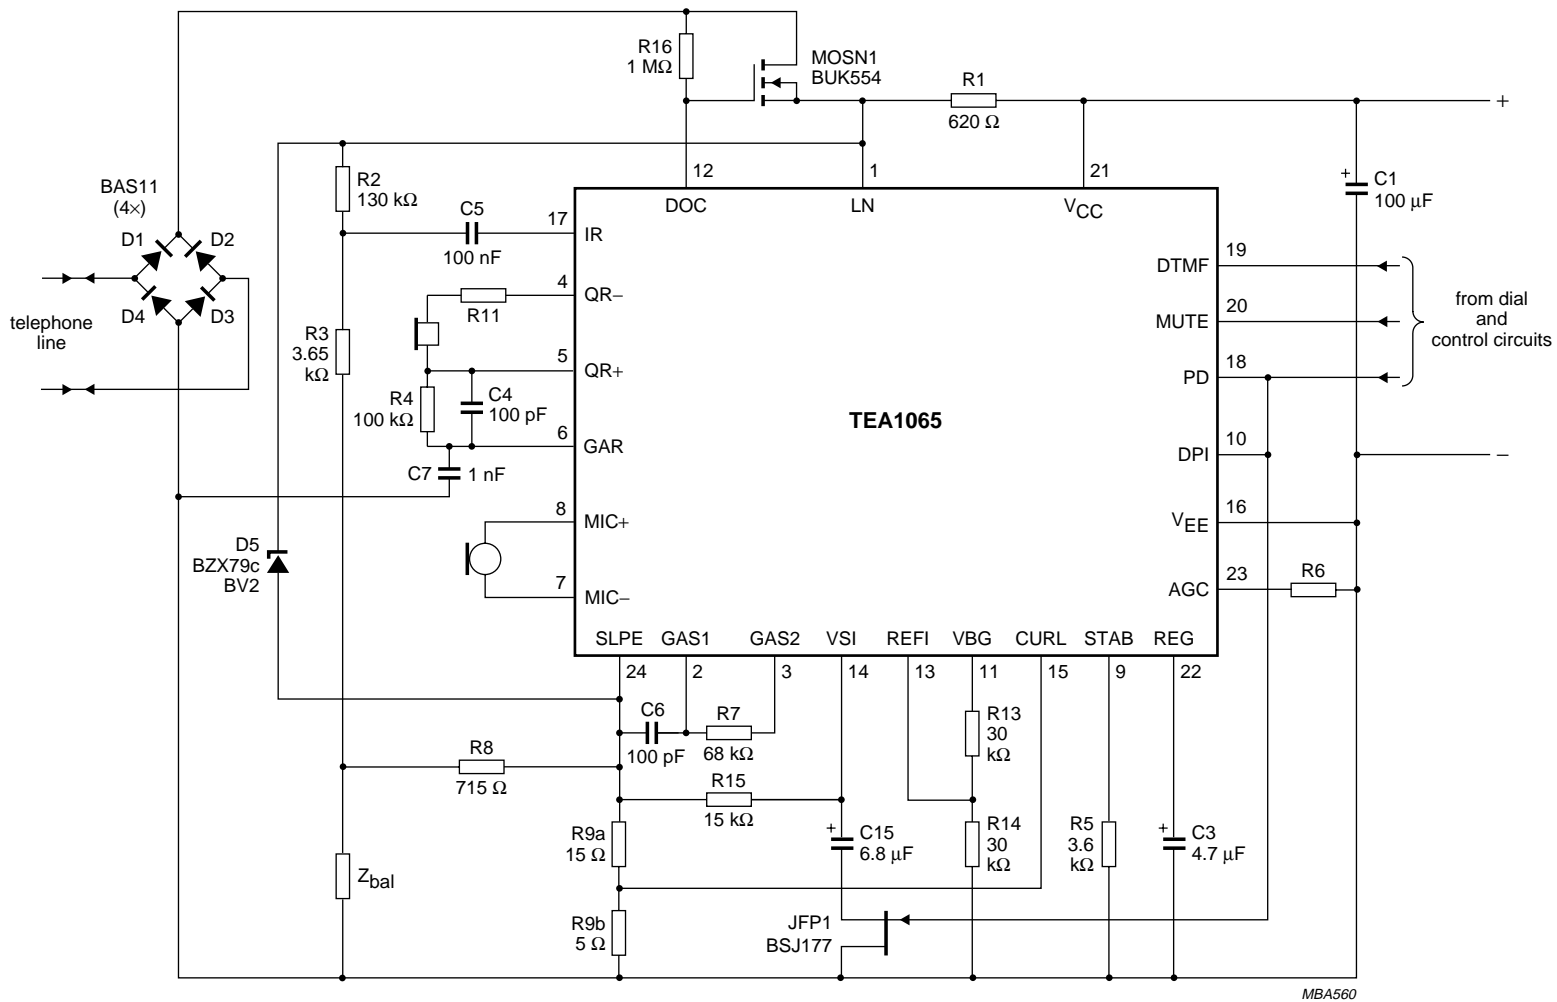 R16
1 MΩ
MOSN1
BUK554
R1
620 Ω
+
BAS11
(4×)
D1
D2
D4
D3
telephone
line
R2
130 kΩ
12
1
21
DOC
LN
VCC
+
C1
100 µF
C5
100 nF
17
IR
19
DTMF
4
QR−
R11
20
MUTE
from dial
and
control circuits
R3
3.65
kΩ
5
QR+
18
PD
R4
100 kΩ
C4
100 pF
TEA1065
6
GAR
10
DPI
−
C7
1 nF
8
MIC+
16
VEE
D5
BZX79c
BV2
7
MIC−
23
AGC
R6
SLPE
GAS1
GAS2
VSI
REFI
VBG
CURL
STAB
REG
24
2
3
14
13
11
15
9
22
C6
100 pF
R7
68 kΩ
R13
30
kΩ
R8
715 Ω
R15
15 kΩ
R9a
15 Ω
+
C15
6.8 µF
R14
30
kΩ
R5
3.6
kΩ
+
C3
4.7 µF
Zbal
R9b
5 Ω
JFP1
BSJ177
MBA560